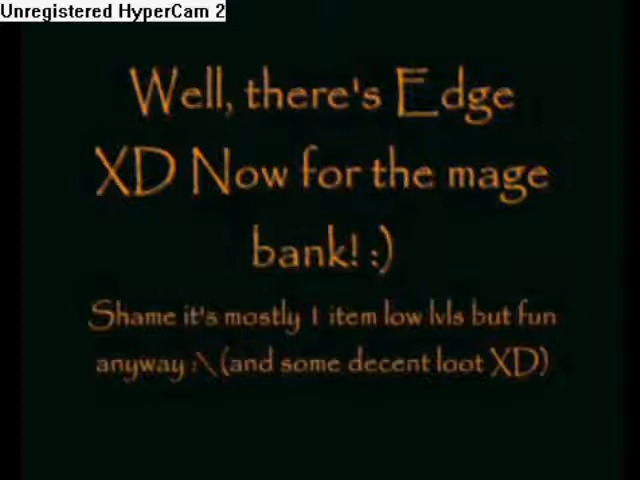 Unregistered HyperCam 2
Well, there's Edge
XD Now for the mage
bank! :)
Shame it's mostly 1 item low lvls but fun
anyway :\ (and some decent loot XD)